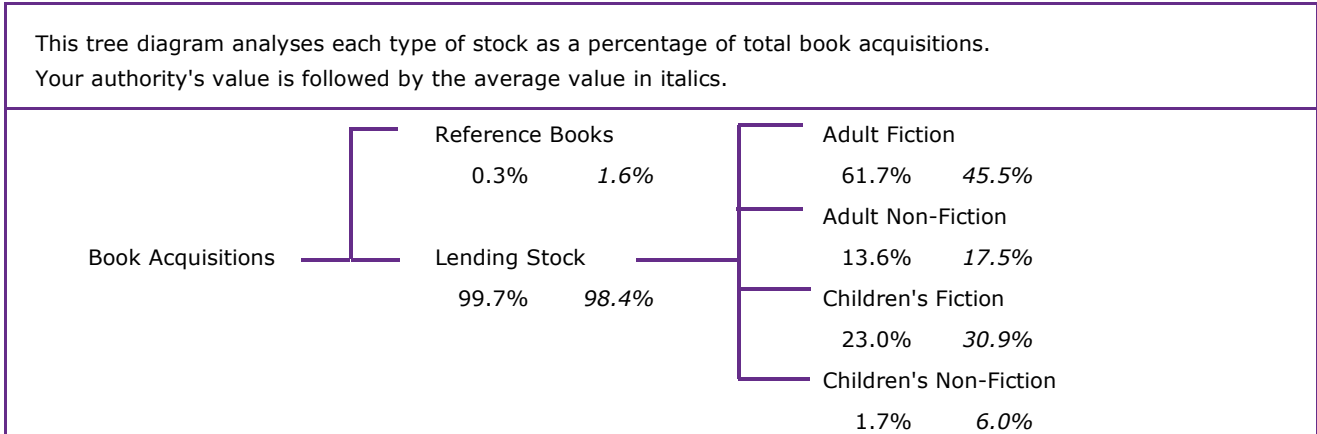 This tree diagram analyses each type of stock as a percentage of total book acquisitions.
Your authority's value is followed by the average value in italics.
Reference Books
0.3% 1.6%
Book Acquisitions
Lending Stock
99.7% 98.4%
Adult Fiction
61.7% 45.5%
Adult Non-Fiction
13.6% 17.5%
Children's Fiction
23.0% 30.9%
Children's Non-Fiction
1.7% 6.0%